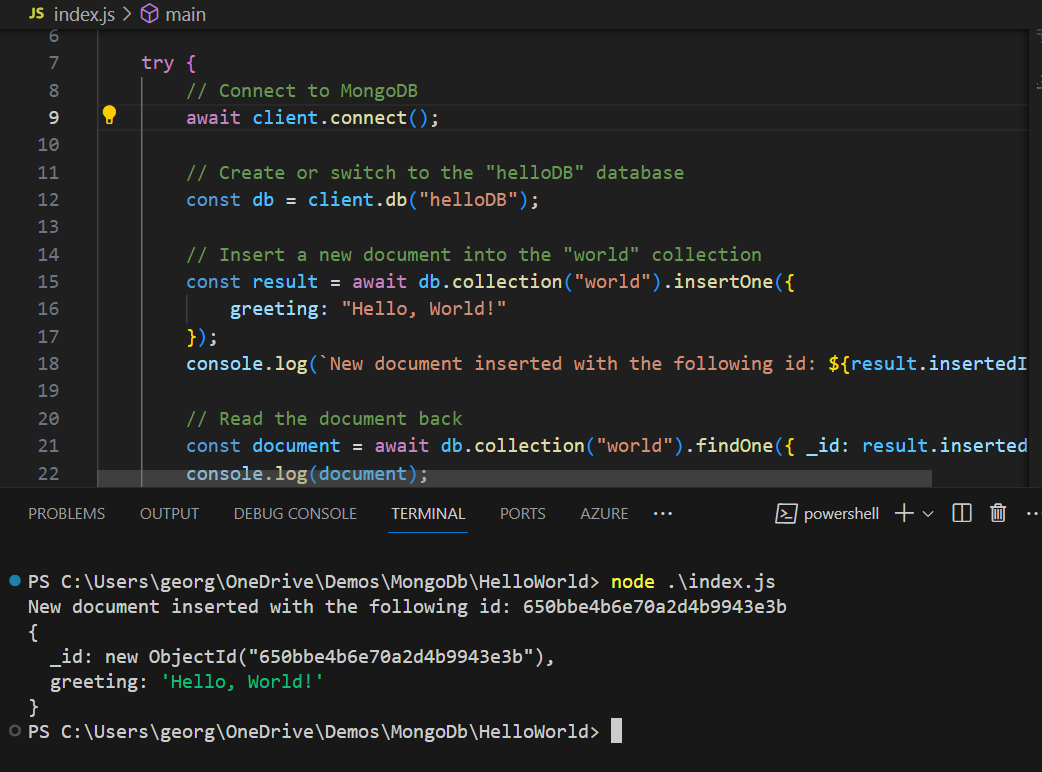 JS index.js > main
6
7 try {
8 // Connect to MongoDB
9 await client.connect();
10
11 // Create or switch to the "helloDB" database
12 const db = client.db("helloDB");
13
14 // Insert a new document into the "world" collection
15 const result = await db.collection("world").insertOne({
16 greeting: "Hello, World!"
17 });
18 console.log(`New document inserted with the following id: ${result.insertedI
19
20 // Read the document back
21 const document = await db.collection("world").findOne({ _id: result.inserted
22 console.log(document);
PROBLEMS OUTPUT DEBUG CONSOLE TERMINAL PORTS AZURE ··· powershell
PS C:\Users\georg\OneDrive\Demos\MongoDb\HelloWorld> node .\index.js
New document inserted with the following id: 650bbe4b6e70a2d4b9943e3b
{
_id: new ObjectId("650bbe4b6e70a2d4b9943e3b"),
greeting: 'Hello, World!'
}
PS C:\Users\georg\OneDrive\Demos\MongoDb\HelloWorld>